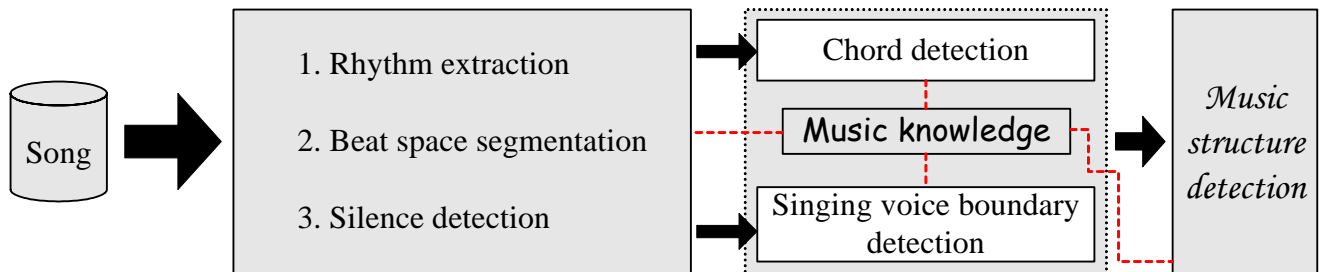 Song
1. Rhythm extraction
2. Beat space segmentation
3. Silence detection
Chord detection
Music knowledge
Singing voice boundary
detection
Music
structure
detection